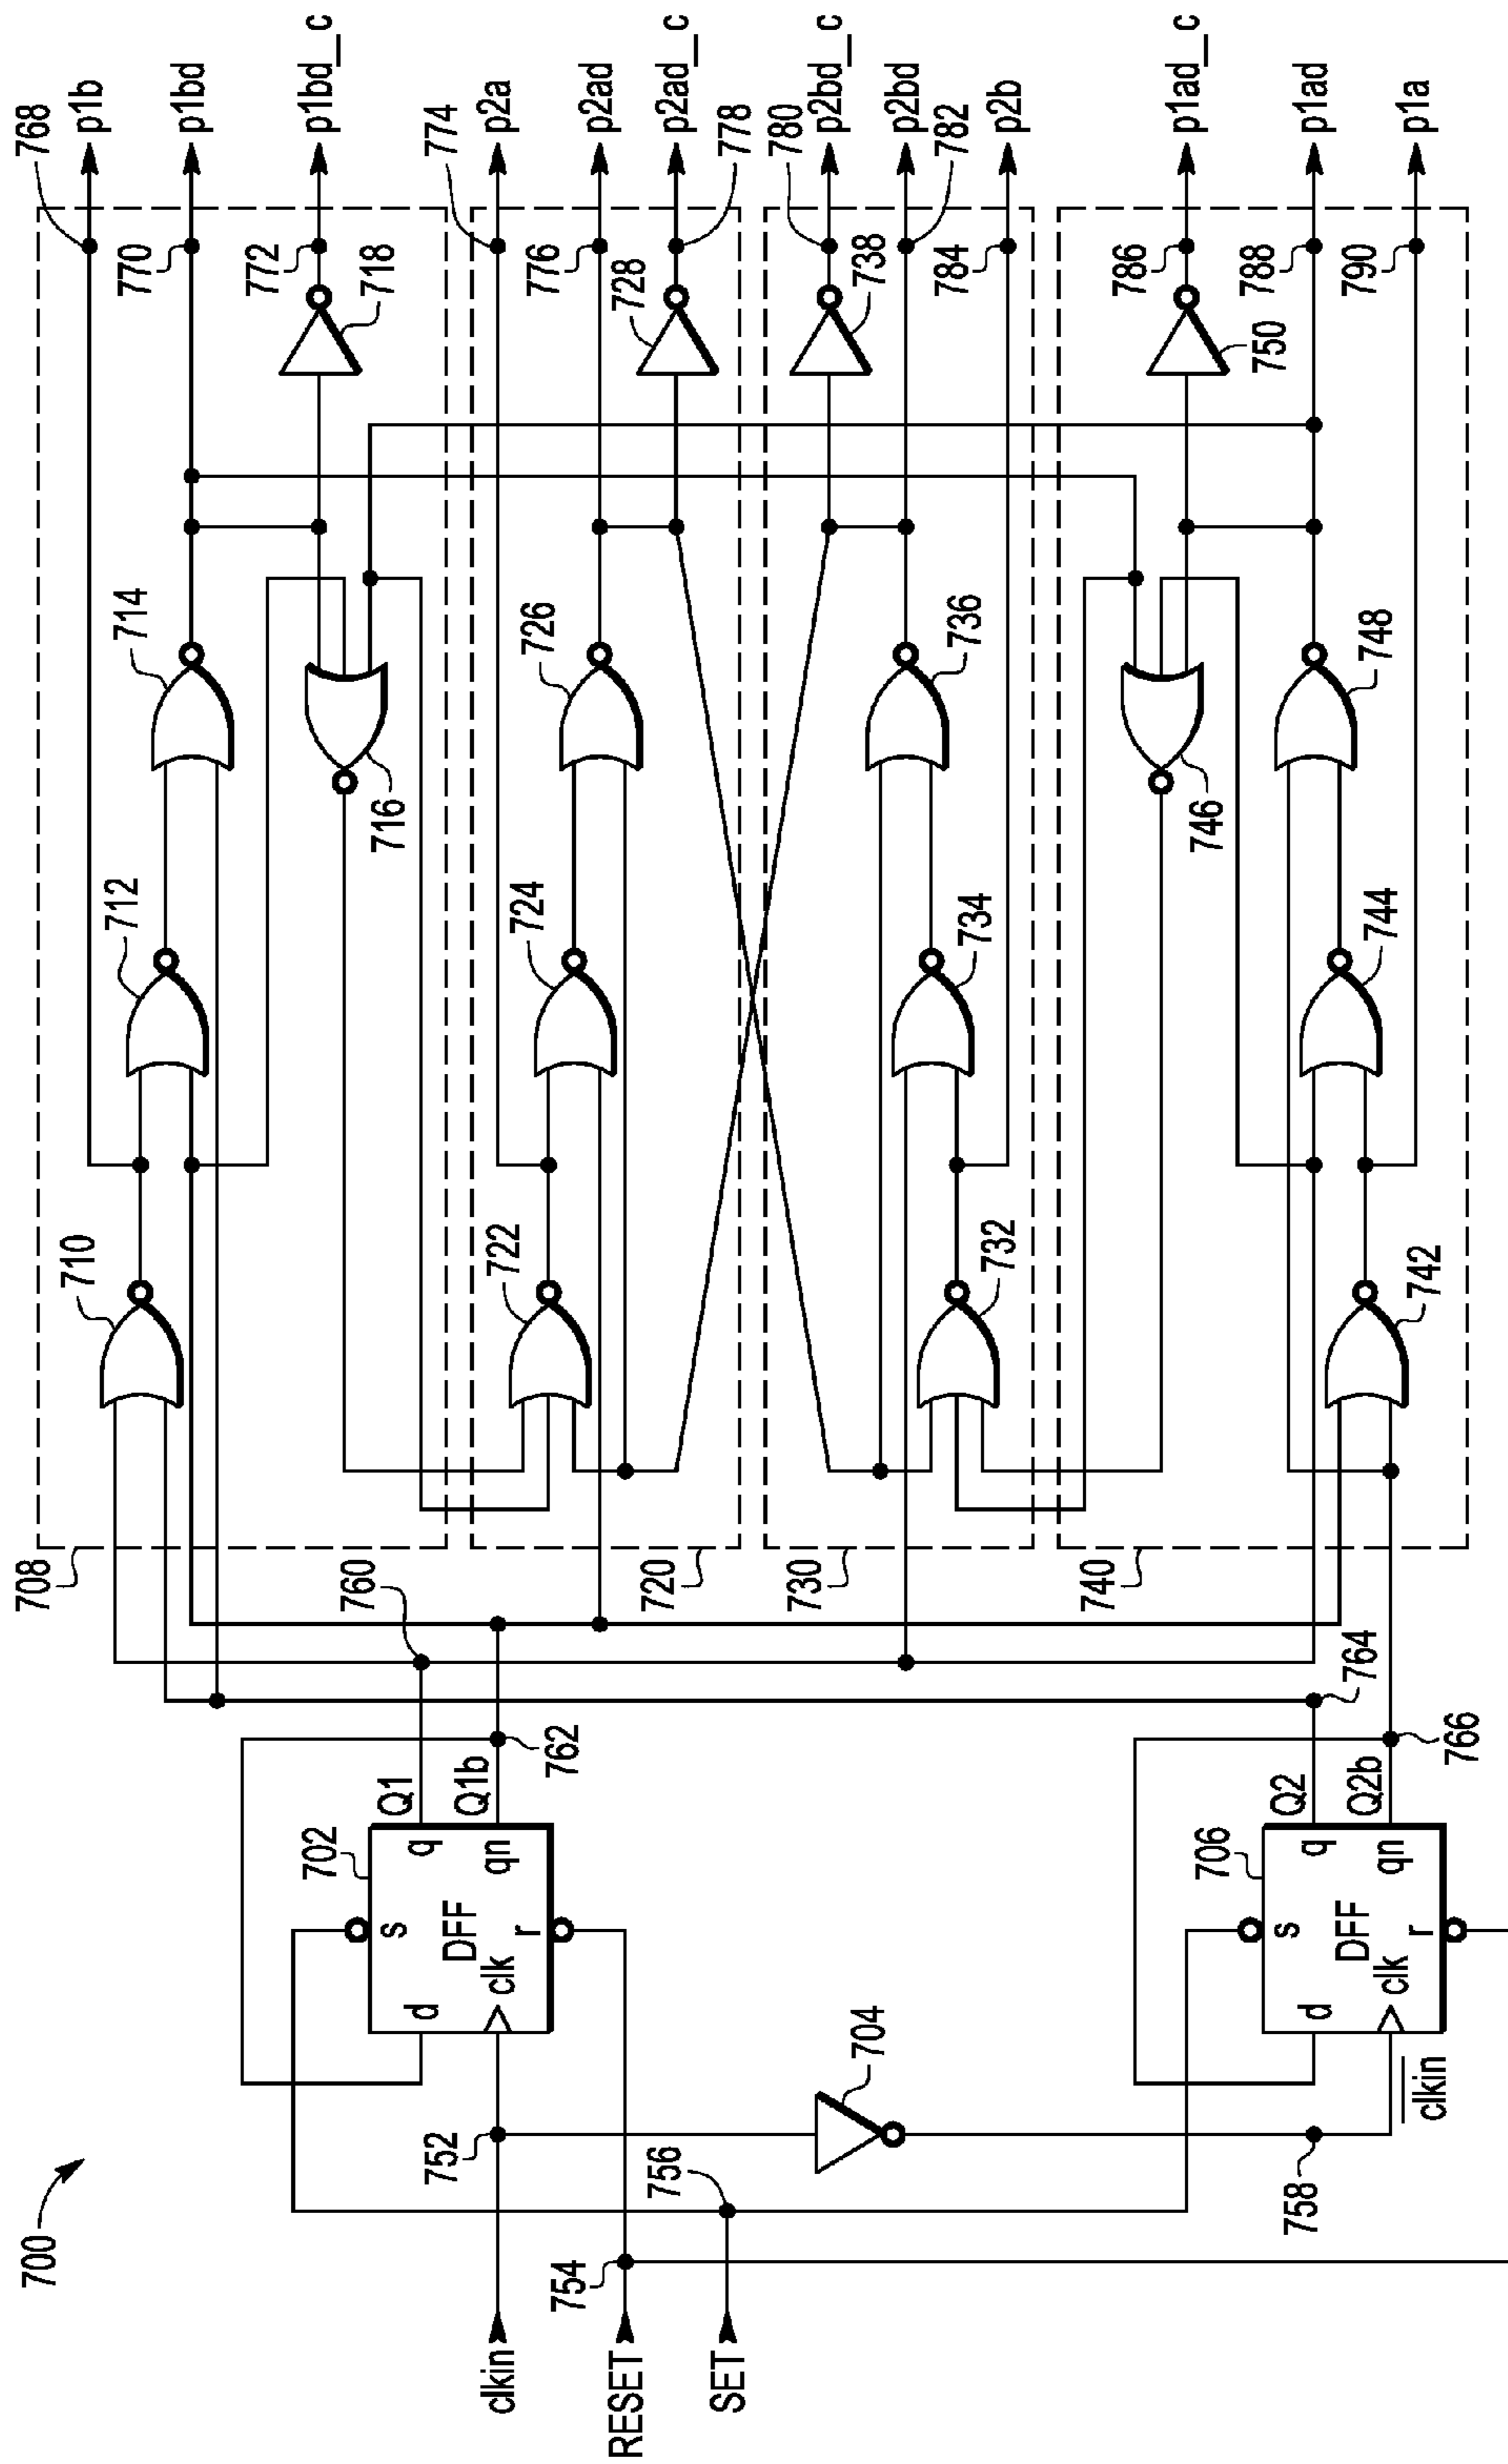 700
clkin
RESET
SET
752
754
756
704
758
702
s
d
DFF
clk
r
q
qn
Q1
Q1b
762
760
706
s
d
DFF
clk
r
q
qn
Q2
Q2b
clkin
764
766
708
710
712
714
716
718
768
p1b
770
p1bd
772
p1bd_c
720
722
724
726
728
774
p2a
776
p2ad
778
p2ad_c
730
732
734
736
738
780
p2bd_c
782
p2bd
784
p2b
740
742
744
746
748
750
786
p1ad_c
788
p1ad
790
p1a